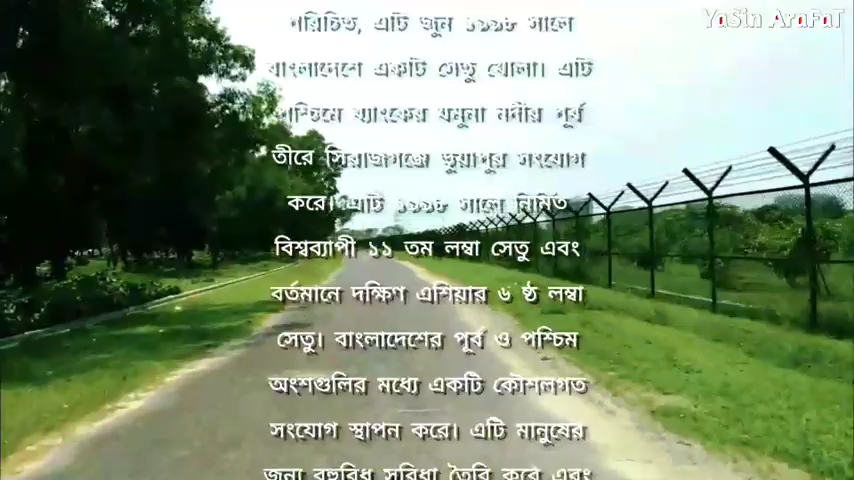 YaSin AraFaT
পরিচিত, এটি জুন ১৯৯৮ সালে
বাংলাদেশে একটি সেতু খোলা। এটি
পশ্চিমে ব্যাংকের যমুনা নদীর পূর্ব
তীরে সিরাজগঞ্জে ভুয়াপুর সংযোগ
করে। এটি ১৯৯৮ সালে নির্মিত
বিশ্বব্যাপী ১১ তম লম্বা সেতু এবং
বর্তমানে দক্ষিণ এশিয়ার ৬ ষ্ঠ লম্বা
সেতু। বাংলাদেশের পূর্ব ও পশ্চিম
অংশগুলির মধ্যে একটি কৌশলগত
সংযোগ স্থাপন করে। এটি মানুষের
জন্য বহুবিধ সুবিধা তৈরি করে এবং